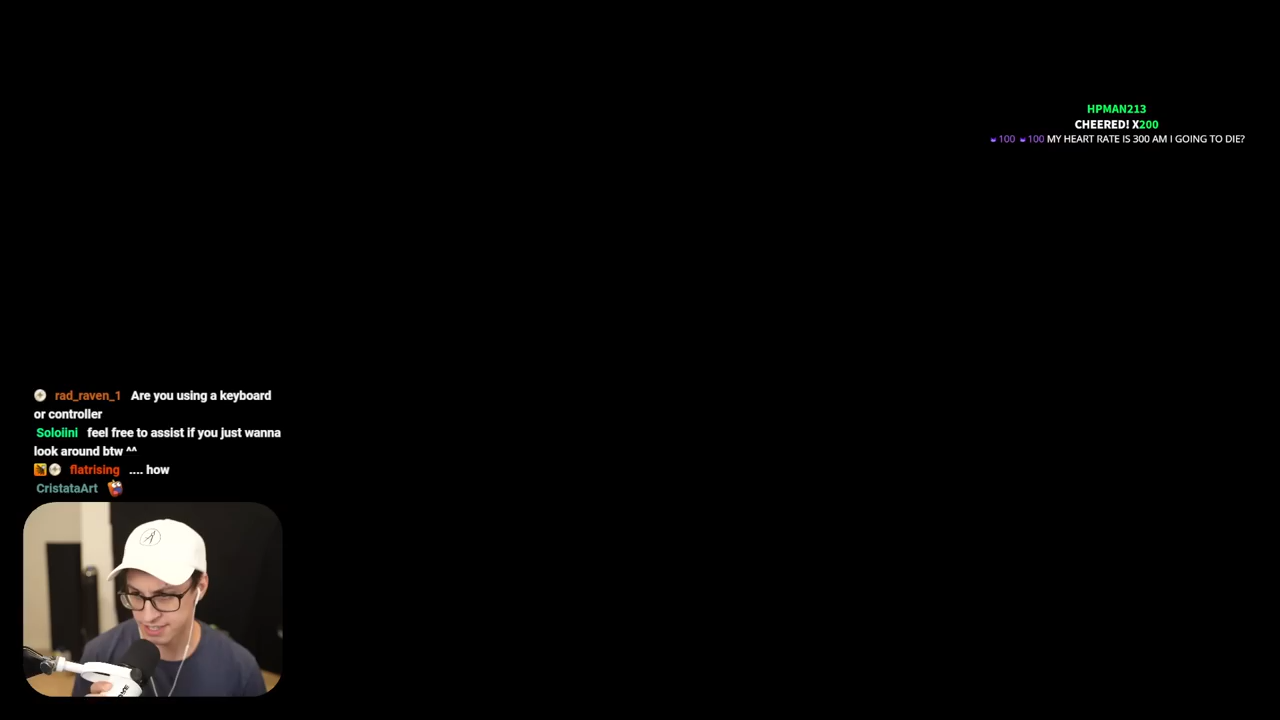 HPMAN213
CHEERED! X200
100 100 MY HEART RATE IS 300 AM I GOING TO DIE?
rad_raven_1 Are you using a keyboard
or controller
Soloiini feel free to assist if you just wanna
look around btw ^^
flatrising .... how
CristataArt